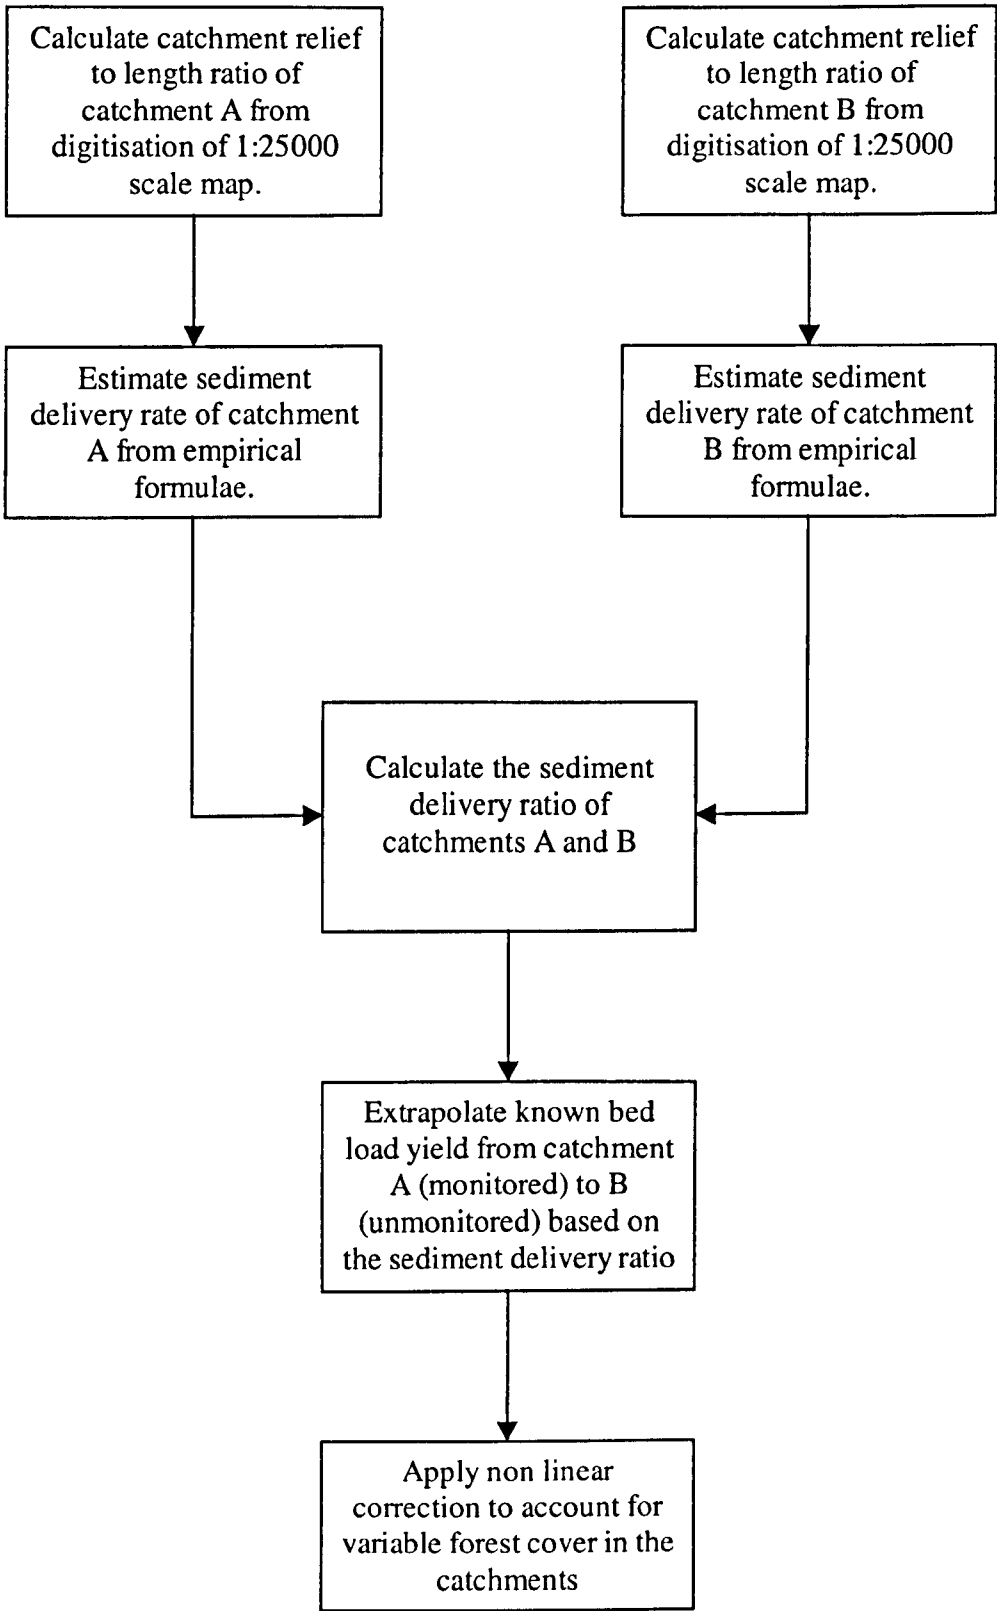 Calculate catchment relief
to length ratio of
catchment A from
digitisation of 1:25000
scale map.
Calculate catchment relief
to length ratio of
catchment B from
digitisation of 1:25000
scale map.
Estimate sediment
delivery rate of catchment
A from empirical
formulae.
Estimate sediment
delivery rate of catchment
B from empirical
formulae.
Calculate the sediment
delivery ratio of
catchments A and B
Extrapolate known bed
load yield from catchment
A (monitored) to B
(unmonitored) based on
the sediment delivery ratio
Apply non linear
correction to account for
variable forest cover in the
catchments